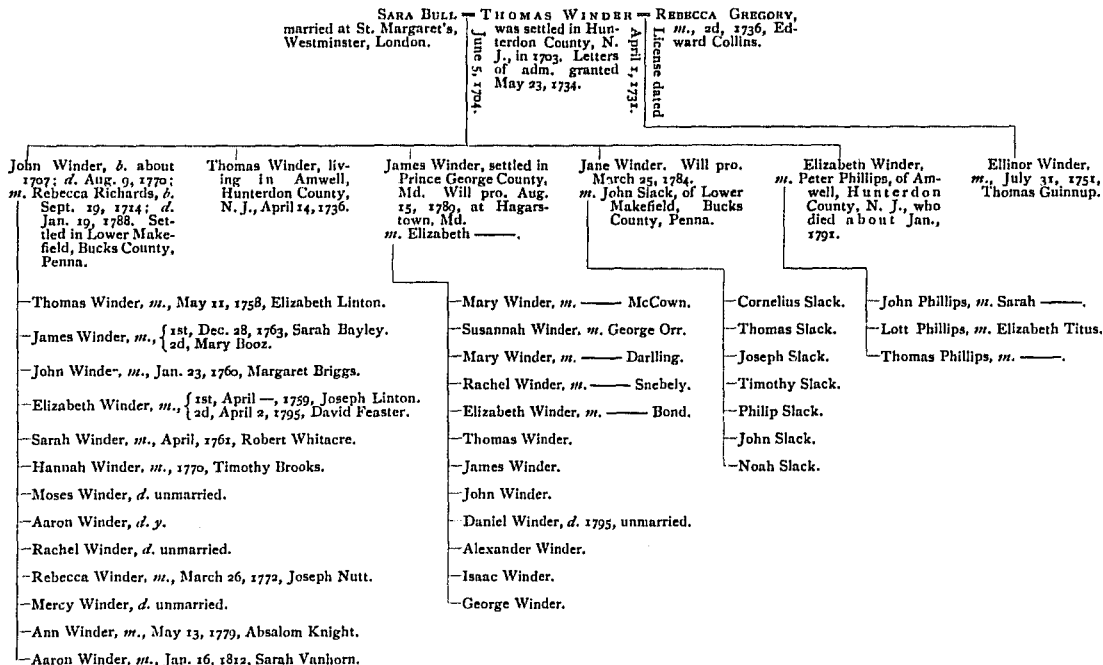 SARA BULL — THOMAS WINDER — REBECCA GREGORY,
married at St. Margaret's,
Westminster, London.
June 5, 1704.
was settled in Hun-
terdon County, N.
J., in 1703. Letters
of adm. granted
May 23, 1734.
License dated
April 1, 1731.
m., 2d, 1736, Ed-
ward Collins.
John Winder, b. about
1707; d. Aug. 9, 1770;
m. Rebecca Richards, b.
Sept. 19, 1714; d.
Jan. 19, 1788. Set-
tled in Lower Make-
field, Bucks County,
Penna.
Thomas Winder, liv-
ing in Amwell,
Hunterdon County,
N. J., April 14, 1736.
James Winder, settled in
Prince George County,
Md. Will pro. Aug.
15, 1789, at Hagars-
town, Md.
m. Elizabeth ——.
Jane Winder. Will pro.
March 25, 1784.
m. John Slack, of Lower
Makefield, Bucks
County, Penna.
Elizabeth Winder,
m. Peter Phillips, of Am-
well, Hunterdon
County, N. J., who
died about Jan.,
1791.
Ellinor Winder.
m., July 31, 1751,
Thomas Guinnup.
Thomas Winder, m., May 11, 1758, Elizabeth Linton.
James Winder, m., { 1st, Dec. 28, 1763, Sarah Bayley.
2d, Mary Booz.
John Winder, m., Jan. 23, 1760, Margaret Briggs.
Elizabeth Winder, m., { 1st, April —, 1759, Joseph Linton.
2d, April 2, 1795, David Feaster.
Sarah Winder, m., April, 1761, Robert Whitacre.
Hannah Winder, m., 1770, Timothy Brooks.
Moses Winder, d. unmarried.
Aaron Winder, d. y.
Rachel Winder, d. unmarried.
Rebecca Winder, m., March 26, 1772, Joseph Nutt.
Mercy Winder, d. unmarried.
Ann Winder, m., May 13, 1779, Absalom Knight.
Aaron Winder, m., Jan. 16, 1812, Sarah Vanhorn.
Mary Winder, m. —— McCown.
Susannah Winder, m. George Orr.
Mary Winder, m. —— Darlling.
Rachel Winder, m. —— Snebely.
Elizabeth Winder, m. —— Bond.
Thomas Winder.
James Winder.
John Winder.
Daniel Winder, d. 1795, unmarried.
Alexander Winder.
Isaac Winder.
George Winder.
Cornelius Slack.
Thomas Slack.
Joseph Slack.
Timothy Slack.
Philip Slack.
John Slack.
Noah Slack.
John Phillips, m. Sarah ——.
Lott Phillips, m. Elizabeth Titus.
Thomas Phillips, m. ——.